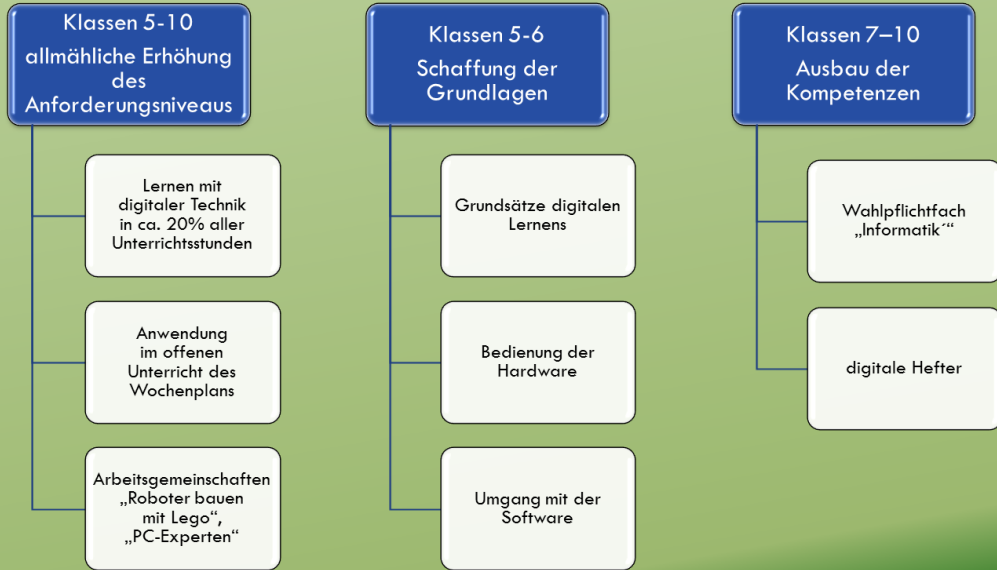 Klassen 5-10
allmähliche Erhöhung
des
Anforderungsniveaus
Lernen mit
digitaler Technik
in ca. 20% aller
Unterrichtsstunden
Anwendung
im offenen
Unterricht des
Wochenplans
Arbeitsgemeinschaften
„Roboter bauen
mit Lego“,
„PC-Experten“
Klassen 5-6
Schaffung der
Grundlagen
Grundsätze digitalen
Lernens
Bedienung der
Hardware
Umgang mit der
Software
Klassen 7–10
Ausbau der
Kompetenzen
Wahlpflichtfach
„Informatik´“
digitale Hefter